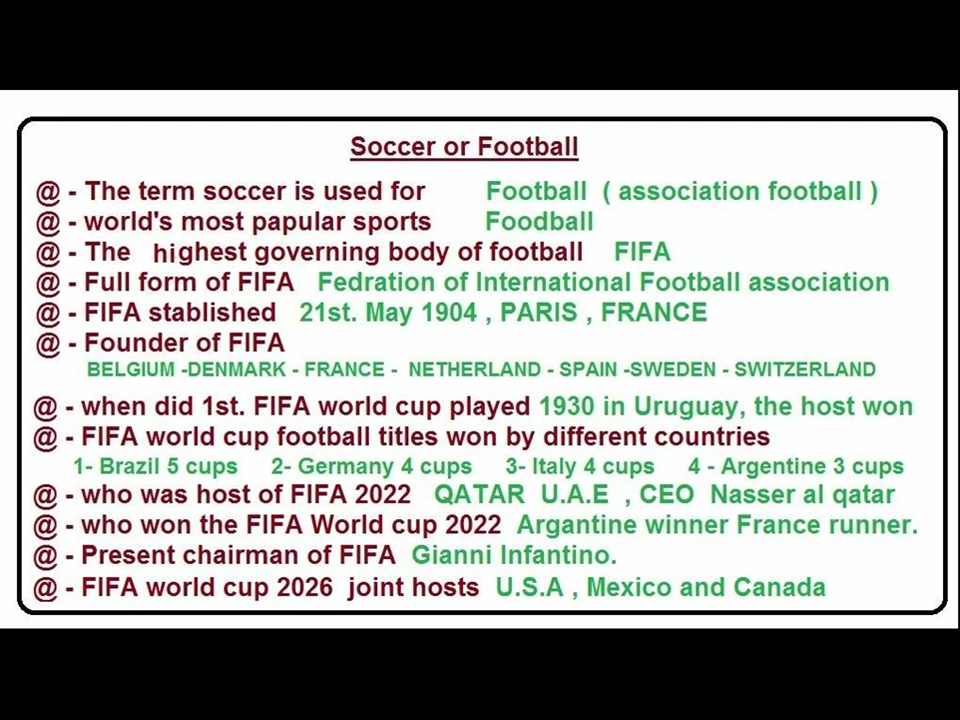 Soccer or Football
@ - The term soccer is used for Football ( association football )
@ - world's most papular sports Foodball
@ - The highest governing body of football FIFA
@ - Full form of FIFA Fedration of International Football association
@ - FIFA stablished 21st. May 1904 , PARIS , FRANCE
@ - Founder of FIFA
BELGIUM -DENMARK - FRANCE - NETHERLAND - SPAIN -SWEDEN - SWITZERLAND
@ - when did 1st. FIFA world cup played 1930 in Uruguay, the host won
@ - FIFA world cup football titles won by different countries
1- Brazil 5 cups 2- Germany 4 cups 3- Italy 4 cups 4 - Argentine 3 cups
@ - who was host of FIFA 2022 QATAR U.A.E , CEO Nasser al qatar
@ - who won the FIFA World cup 2022 Argantine winner France runner.
@ - Present chairman of FIFA Gianni Infantino.
@ - FIFA world cup 2026 joint hosts U.S.A , Mexico and Canada